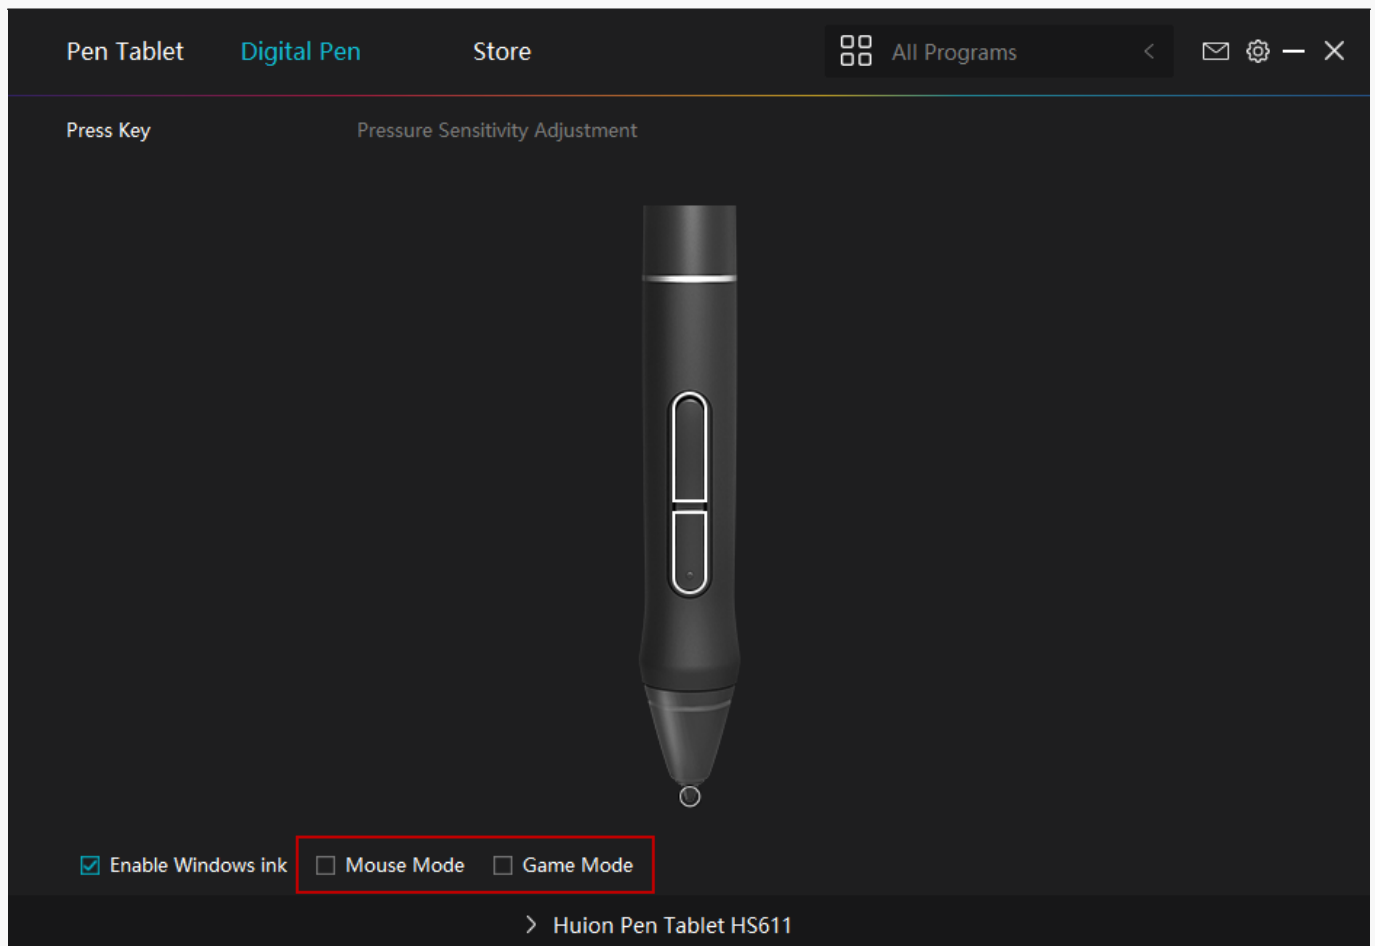 Pen Tablet Digital Pen Store All Programs
Press Key Pressure Sensitivity Adjustment
Enable Windows ink Mouse Mode Game Mode
Huion Pen Tablet HS611